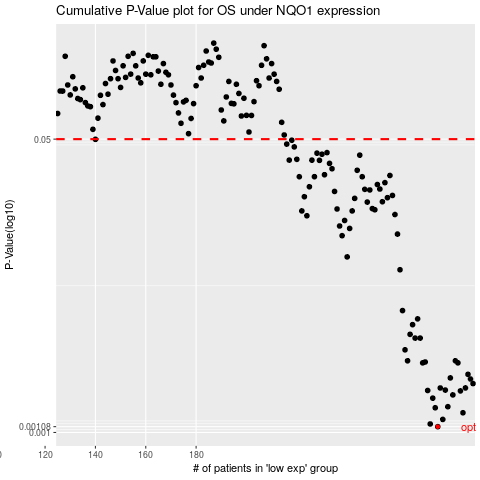 Cumulative P-Value plot for OS under NQO1 expression
P-Value(log10)
0.05
0.00108
0.001
opt
0 120 140 160 180
# of patients in 'low exp' group